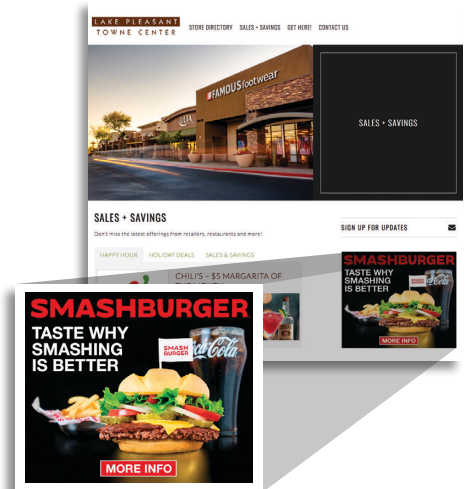 LAKE PLEASANT
TOWNE CENTER
STORE DIRECTORY SALES + SAVINGS GET HERE! CONTACT US
FAMOUS footwear
ULTA
SALES + SAVINGS
SALES + SAVINGS
Don't miss the latest offerings from retailers, restaurants and more!
SIGN UP FOR UPDATES
HAPPY HOUR HOLIDAY DEALS SALES & SAVINGS
CHILI'S – $5 MARGARITA OF
SMASHBURGER
TASTE WHY
SMASHING
IS BETTER
MORE INFO
SMASHBURGER
TASTE WHY
SMASHING
IS BETTER
SMASH
BURGER
Coca-Cola
MORE INFO